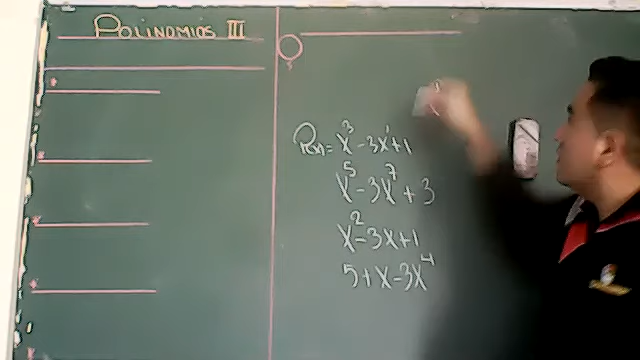 POLINOMIOS III
P(x)= x³ - 3x¹ + 1
x⁵ - 3x⁷ + 3
x² - 3x + 1
5 + x - 3x⁴